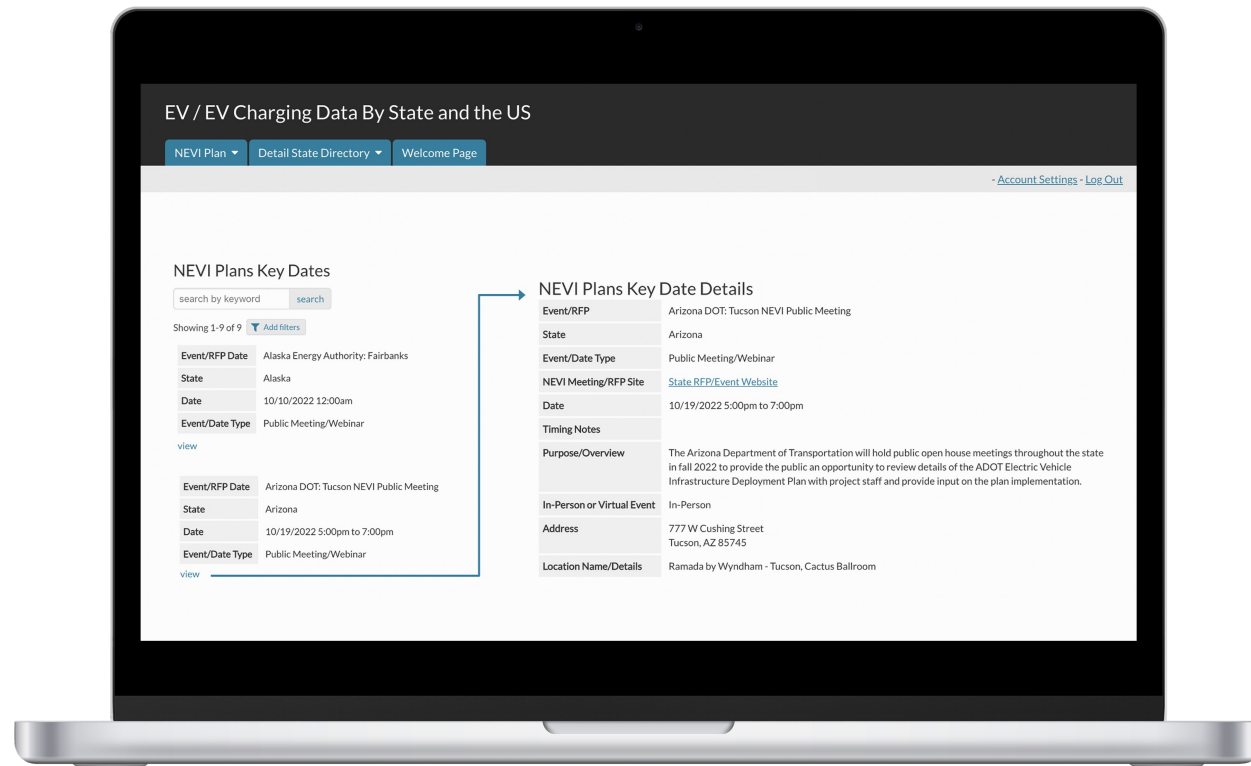 EV / EV Charging Data By State and the US
NEVI Plan Detail State Directory Welcome Page
- Account Settings - Log Out
NEVI Plans Key Dates
search by keyword search
Showing 1-9 of 9 Add filters
Event/RFP Date Alaska Energy Authority: Fairbanks
State Alaska
Date 10/10/2022 12:00am
Event/Date Type Public Meeting/Webinar
view
Event/RFP Date Arizona DOT: Tucson NEVI Public Meeting
State Arizona
Date 10/19/2022 5:00pm to 7:00pm
Event/Date Type Public Meeting/Webinar
view
NEVI Plans Key Date Details
Event/RFP Arizona DOT: Tucson NEVI Public Meeting
State Arizona
Event/Date Type Public Meeting/Webinar
NEVI Meeting/RFP Site State RFP/Event Website
Date 10/19/2022 5:00pm to 7:00pm
Timing Notes
Purpose/Overview The Arizona Department of Transportation will hold public open house meetings throughout the state
in fall 2022 to provide the public an opportunity to review details of the ADOT Electric Vehicle
Infrastructure Deployment Plan with project staff and provide input on the plan implementation.
In-Person or Virtual Event In-Person
Address 777 W Cushing Street
Tucson, AZ 85745
Location Name/Details Ramada by Wyndham - Tucson, Cactus Ballroom